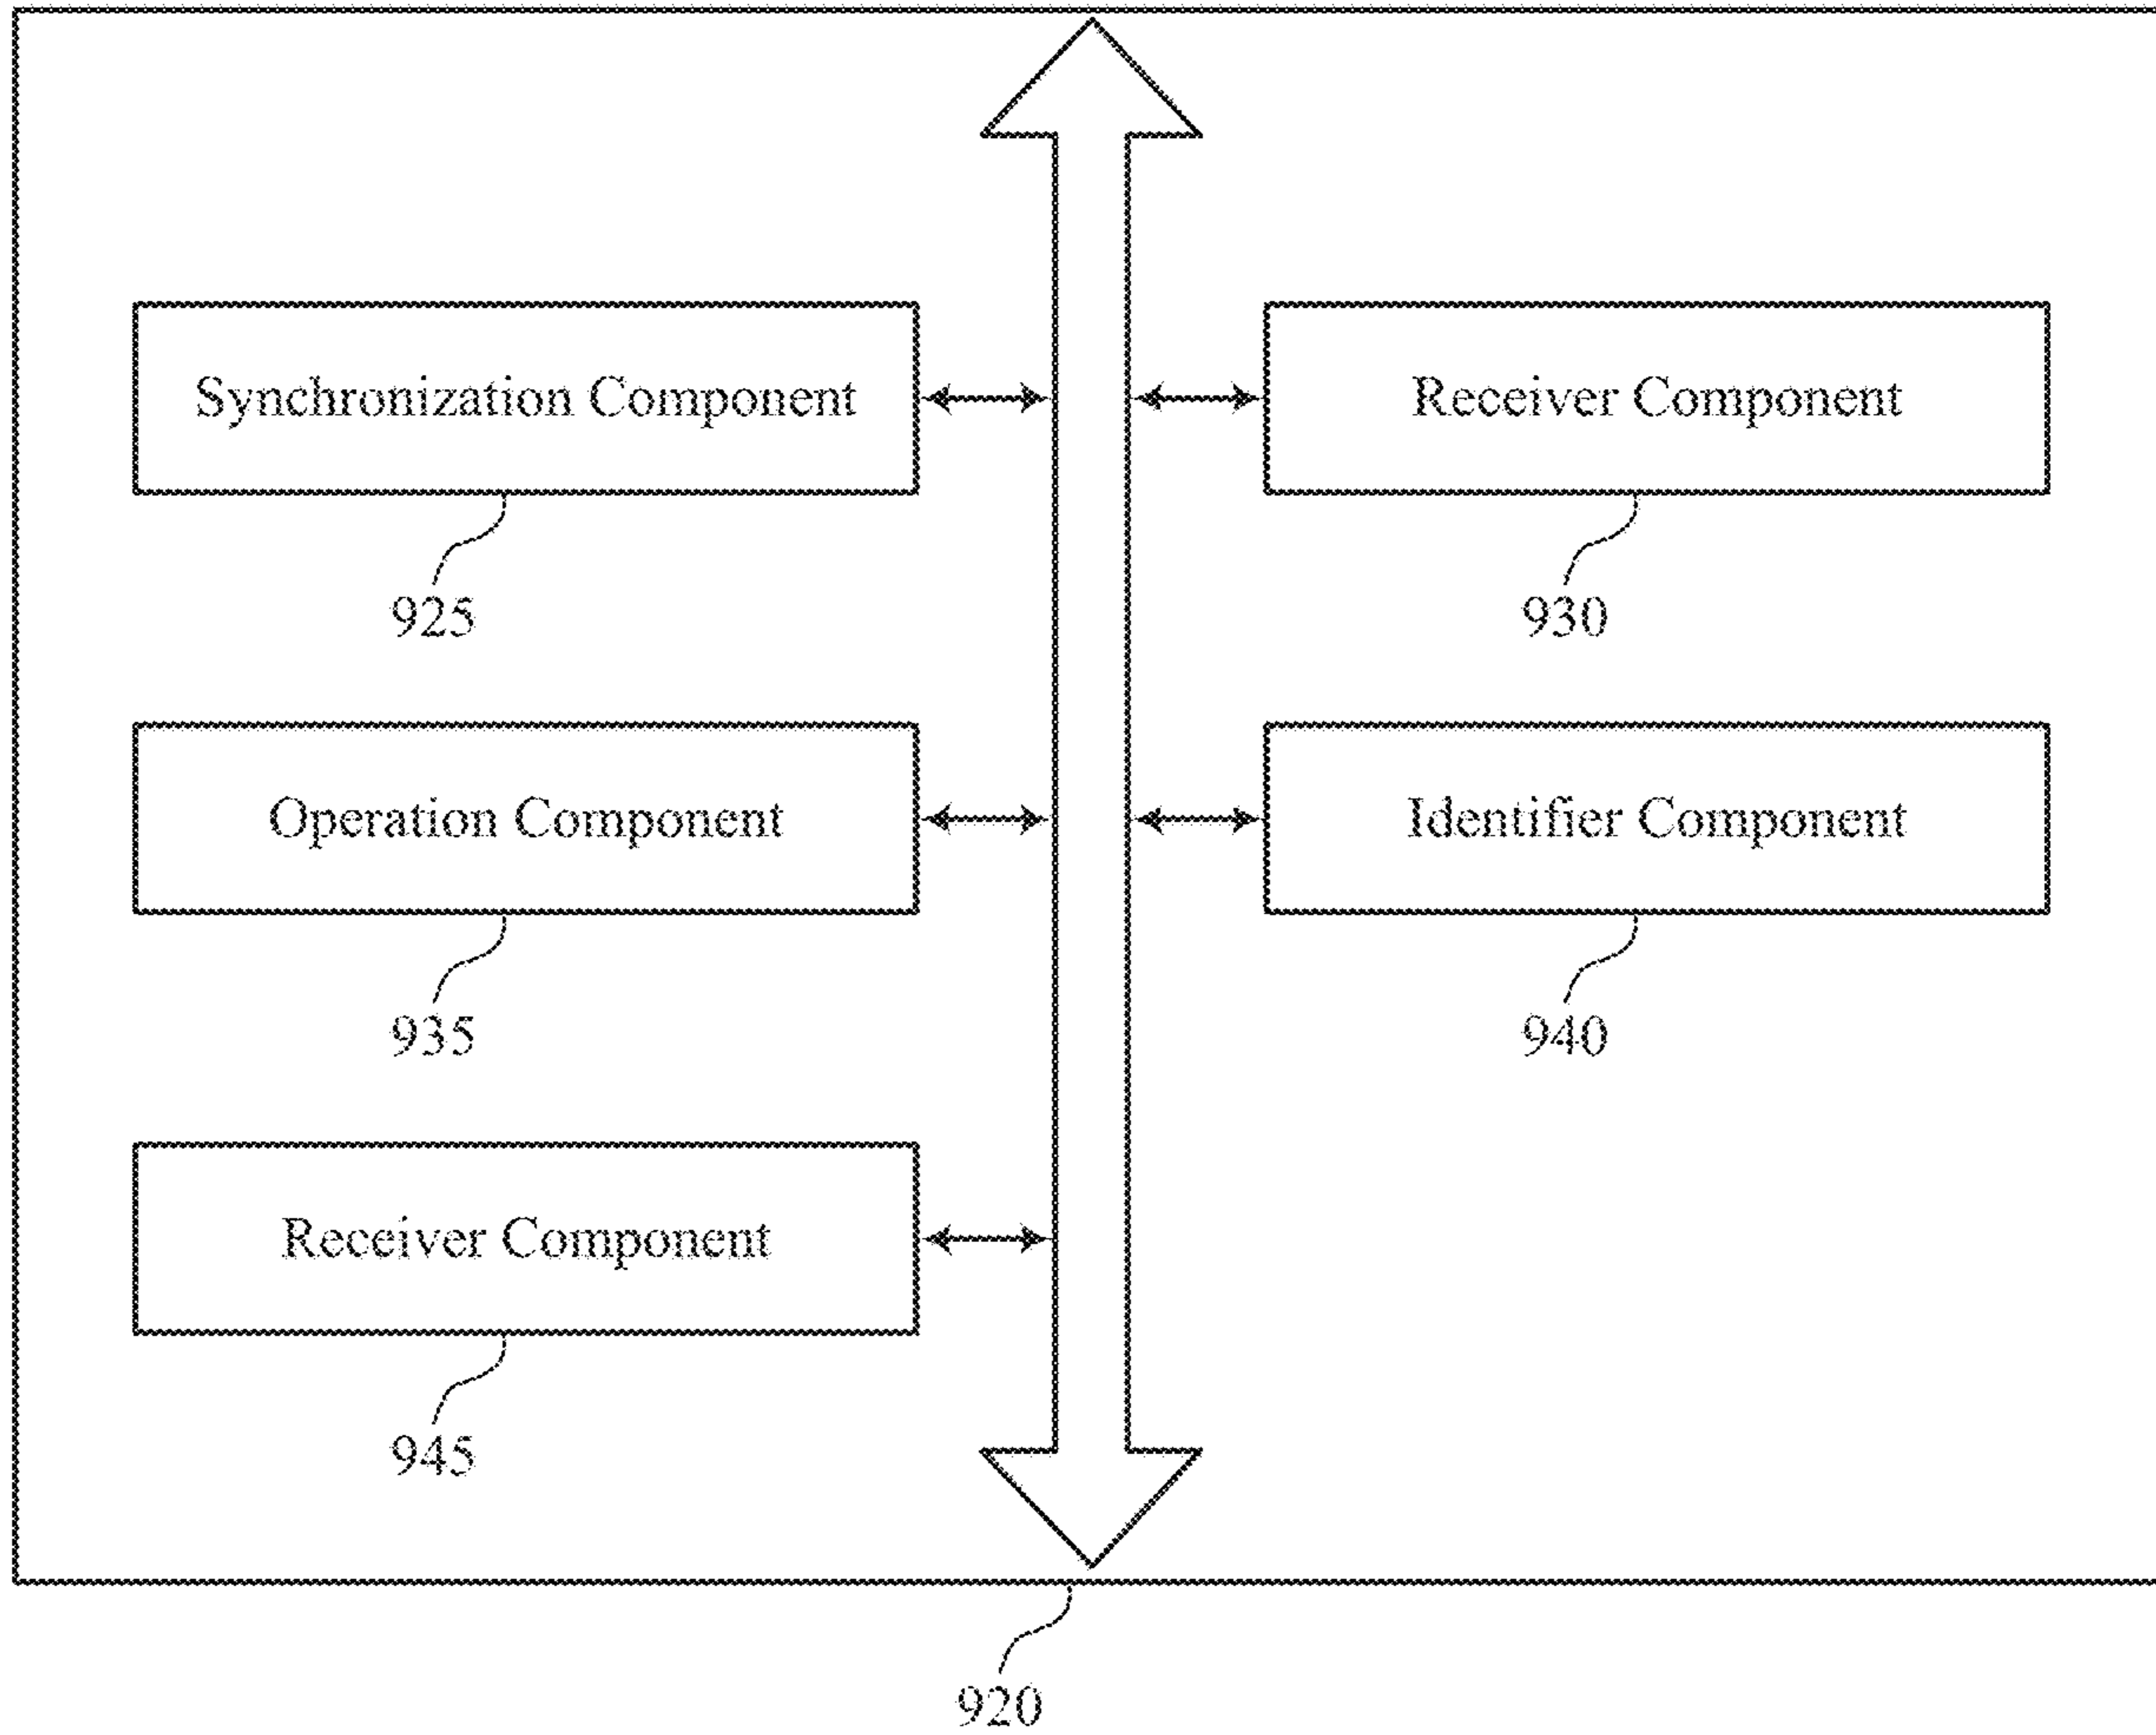 Synchronization Component
Receiver Component
925
930
Operation Component
Identifier Component
935
940
Receiver Component
945
920